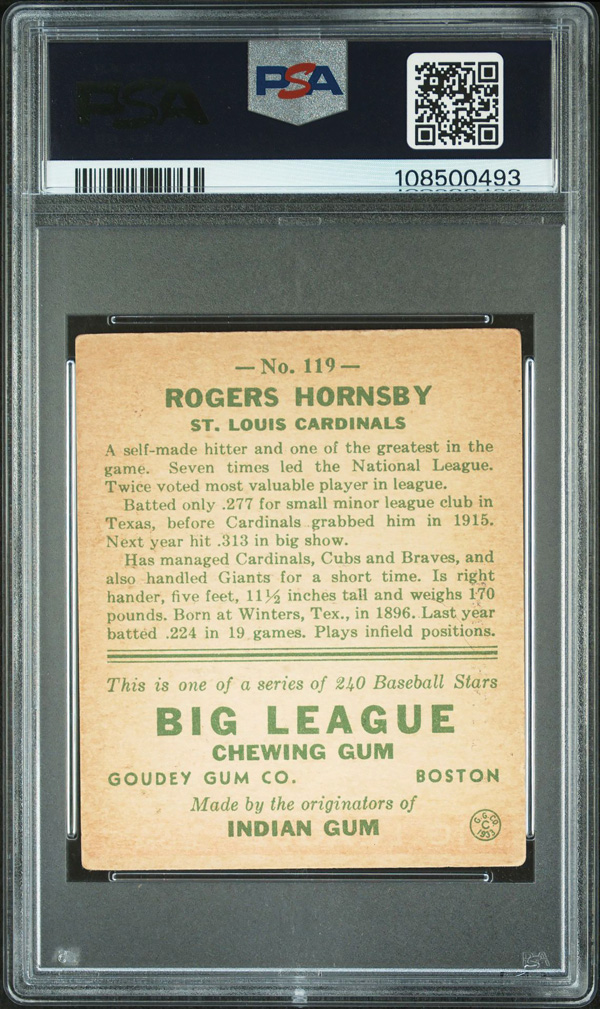 PSA
PSA
108500493
— No. 119 —
ROGERS HORNSBY
ST. LOUIS CARDINALS
A self-made hitter and one of the greatest in the
game. Seven times led the National League.
Twice voted most valuable player in league.
Batted only .277 for small minor league club in
Texas, before Cardinals grabbed him in 1915.
Next year hit .313 in big show.
Has managed Cardinals, Cubs and Braves, and
also handled Giants for a short time. Is right
hander, five feet, 11½ inches tall and weighs 170
pounds. Born at Winters, Tex., in 1896. Last year
batted .224 in 19 games. Plays infield positions.
This is one of a series of 240 Baseball Stars
BIG LEAGUE
CHEWING GUM
GOUDEY GUM CO. BOSTON
Made by the originators of
INDIAN GUM
G. G. CO.
C
1933
PSA